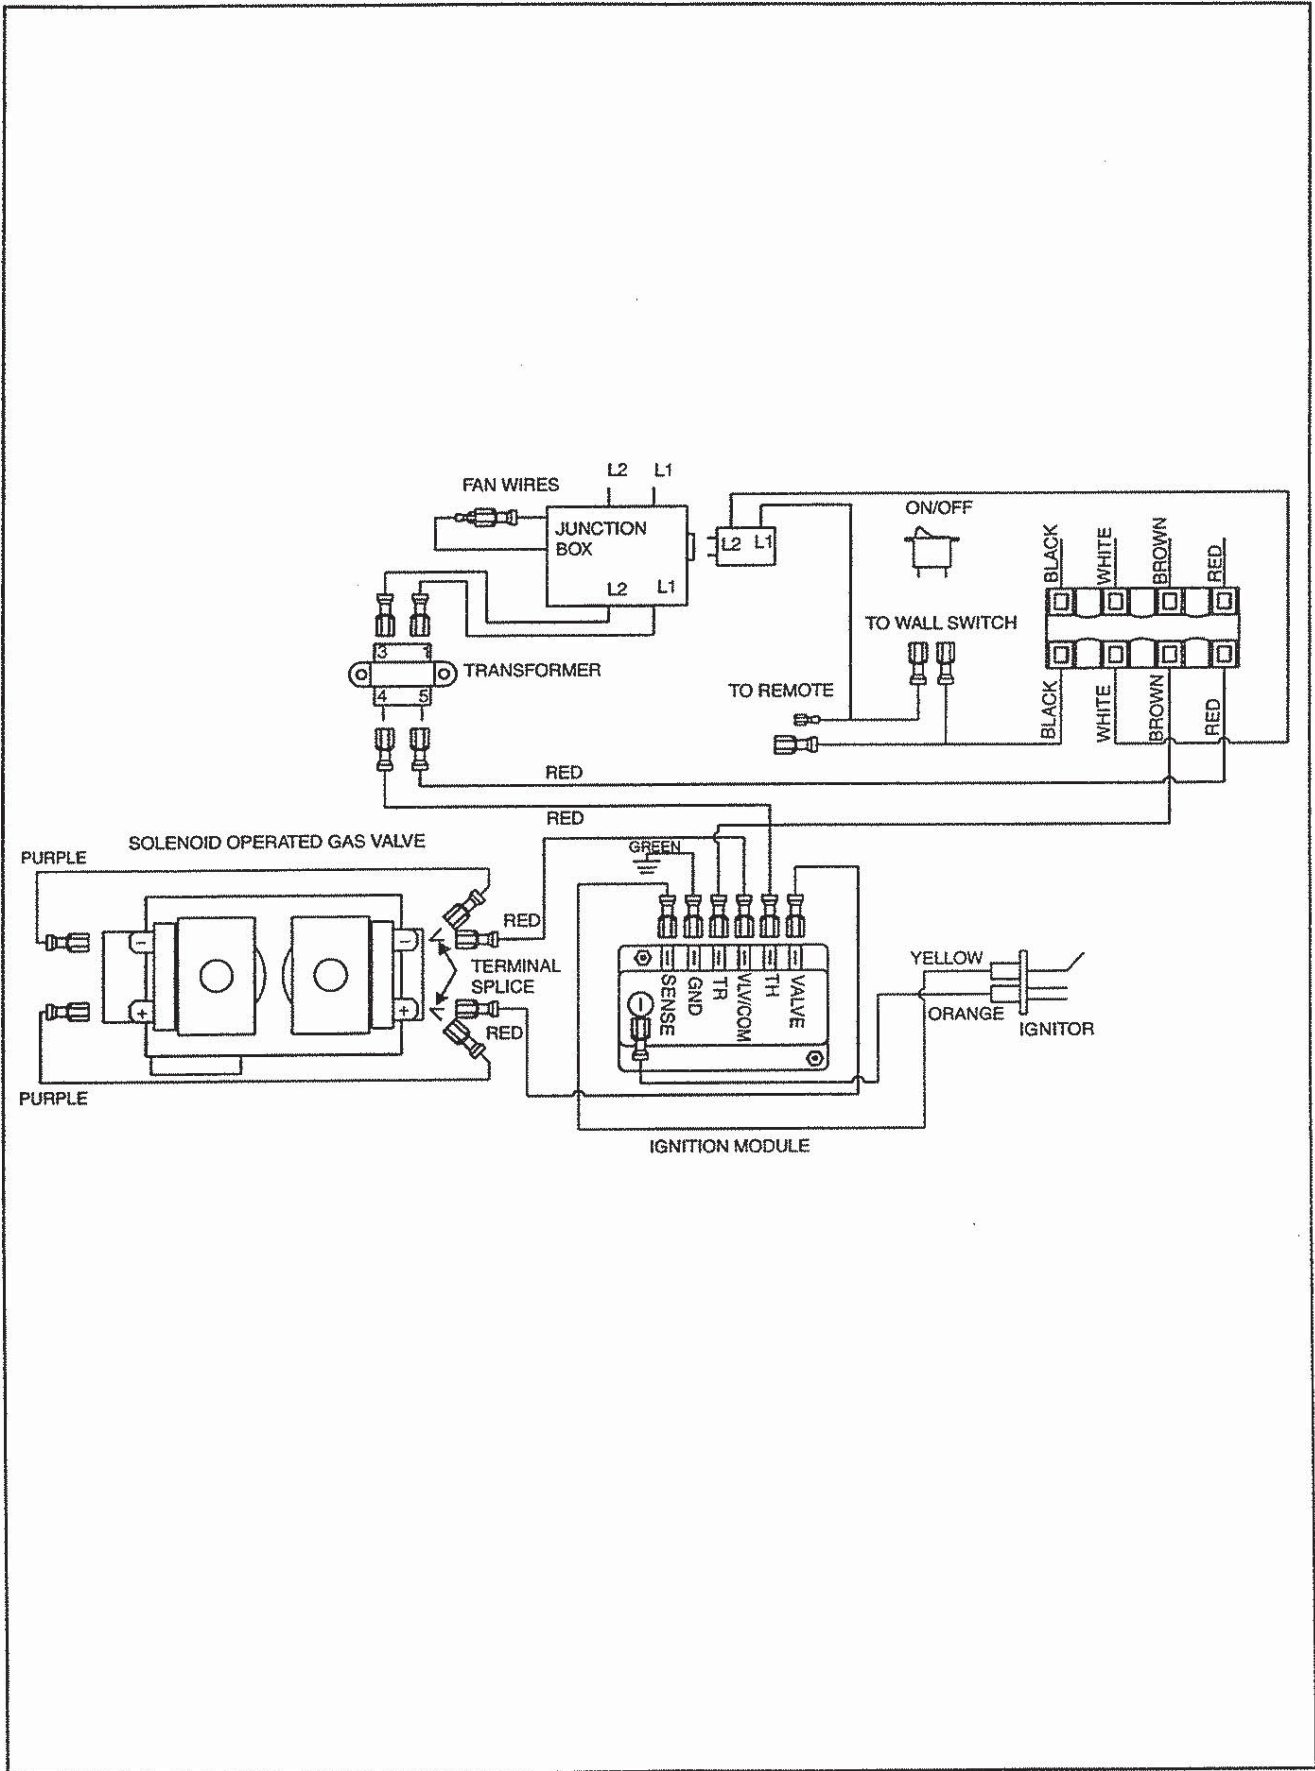 L2 L1
FAN WIRES
ON/OFF
JUNCTION
BOX
L2 L1
L2 L1
BLACK
WHITE
BROWN
RED
TO WALL SWITCH
3 1
TRANSFORMER
4 5
TO REMOTE
BLACK
WHITE
BROWN
RED
RED
RED
SOLENOID OPERATED GAS VALVE
PURPLE
GREEN
RED
TERMINAL
SPLICE
RED
PURPLE
SENSE
GND
TR
VLV/COM
TH
VALVE
YELLOW
ORANGE
IGNITOR
IGNITION MODULE